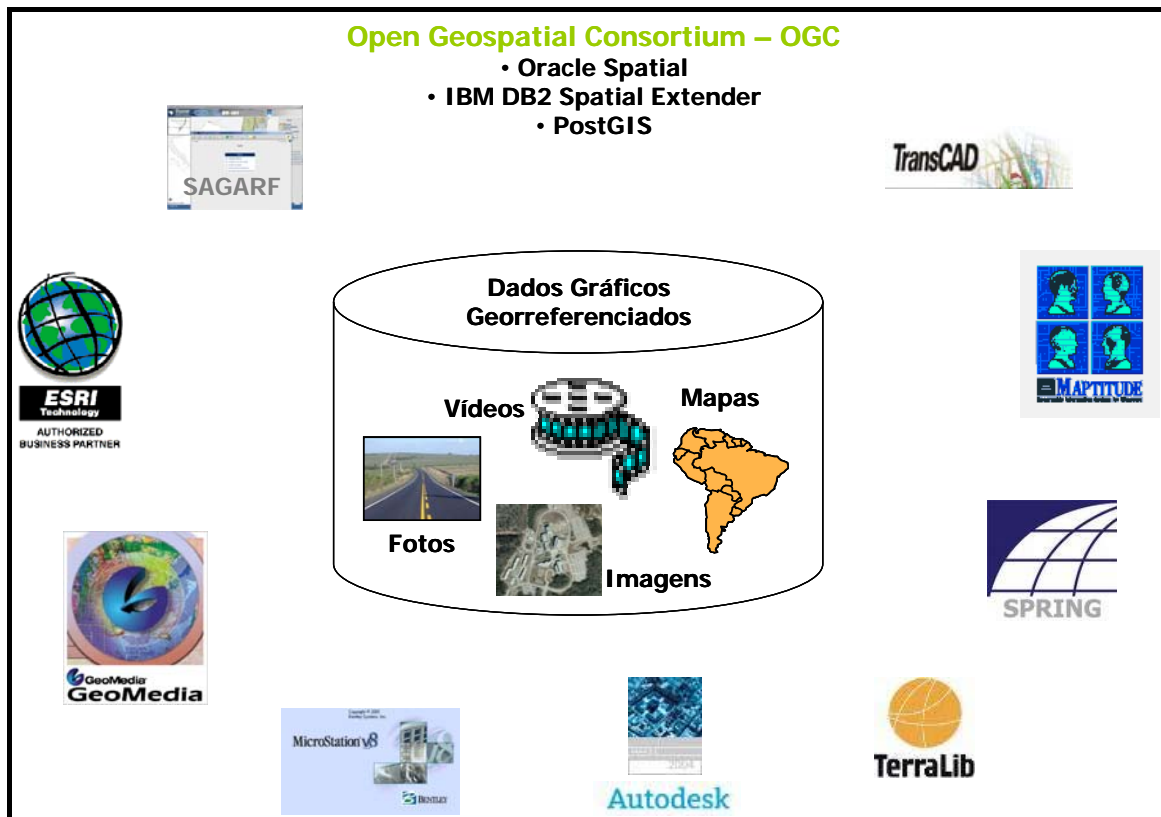 Open Geospatial Consortium – OGC
• Oracle Spatial
• IBM DB2 Spatial Extender
• PostGIS
SAGARF
TransCAD
Dados Gráficos
Georreferenciados
ESRI
Technology
AUTHORIZED
BUSINESS PARTNER
MAPTITUDE
Vídeos
Mapas
Fotos
Imagens
SPRING
GeoMedia
GeoMedia
MicroStation V8
BENTLEY
2004
Autodesk
TerraLib